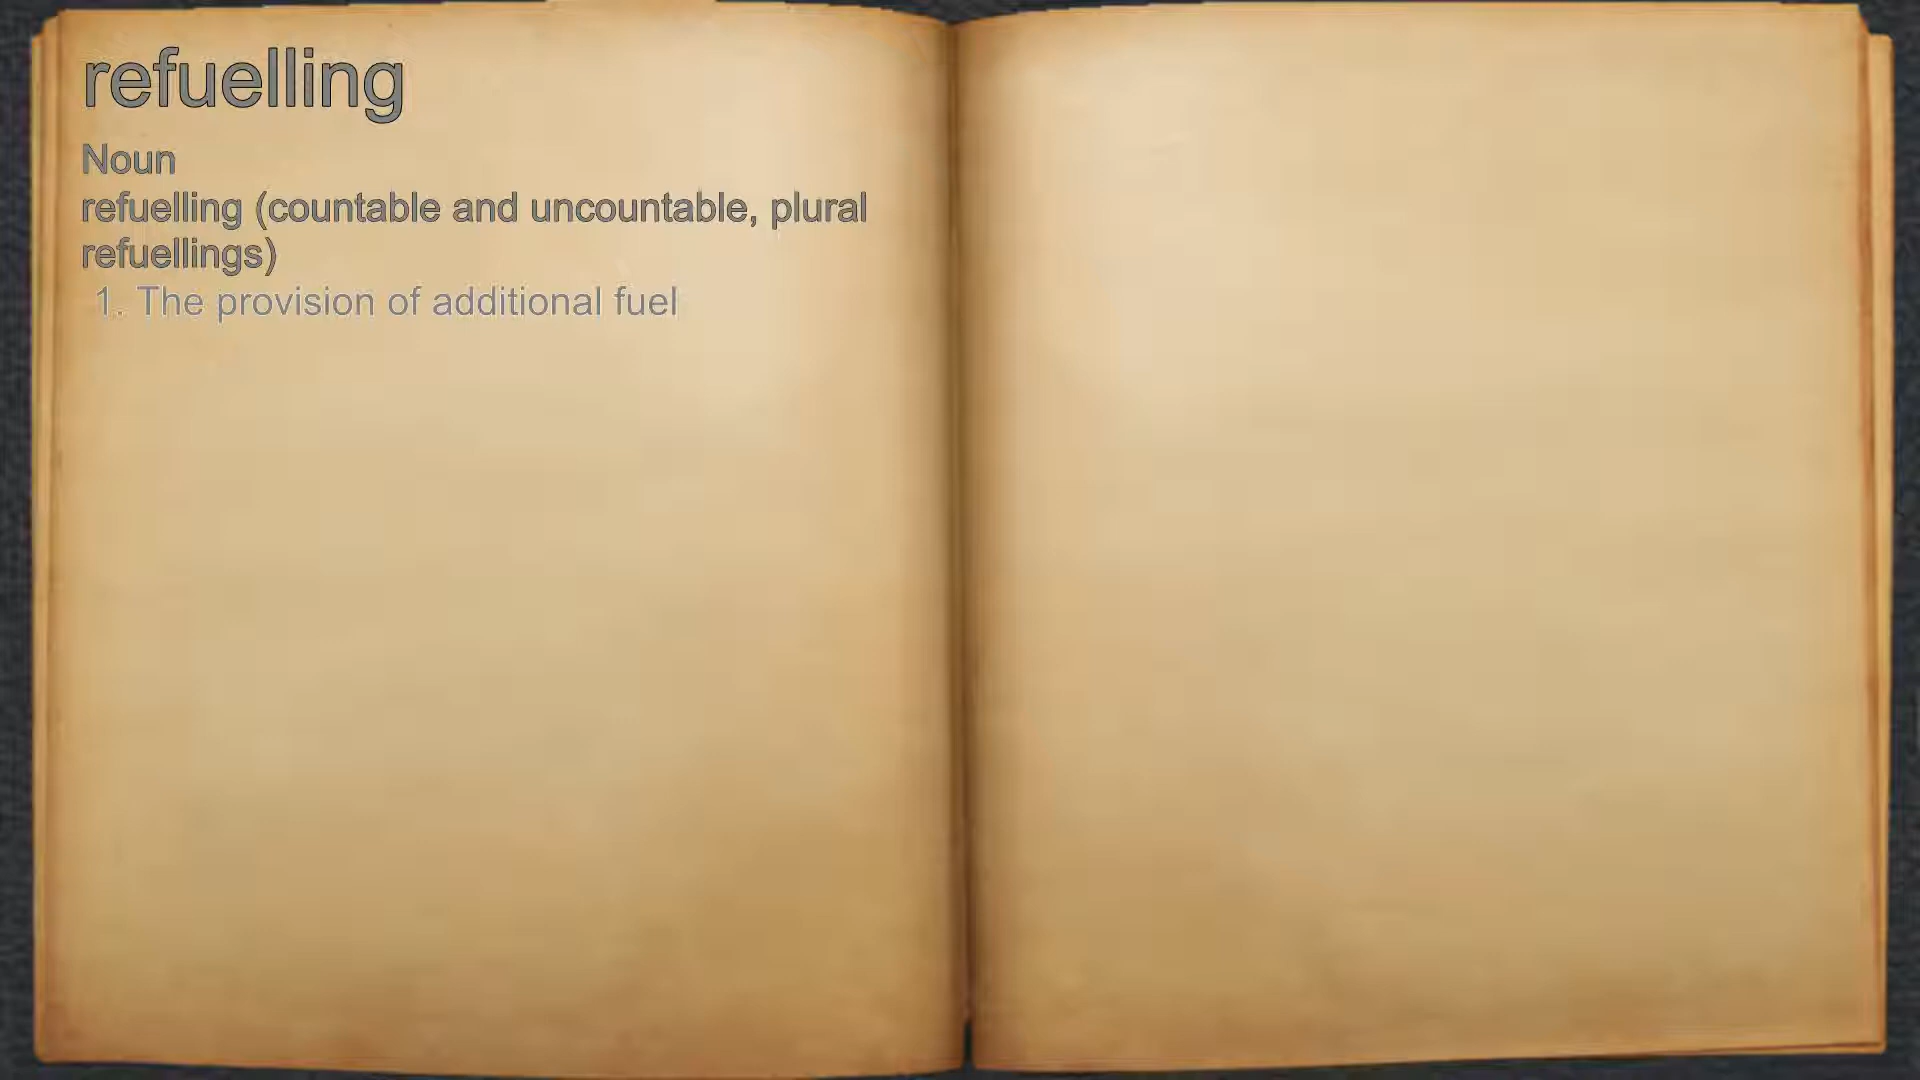 refuelling
Noun
refuelling (countable and uncountable, plural
refuellings)
1. The provision of additional fuel